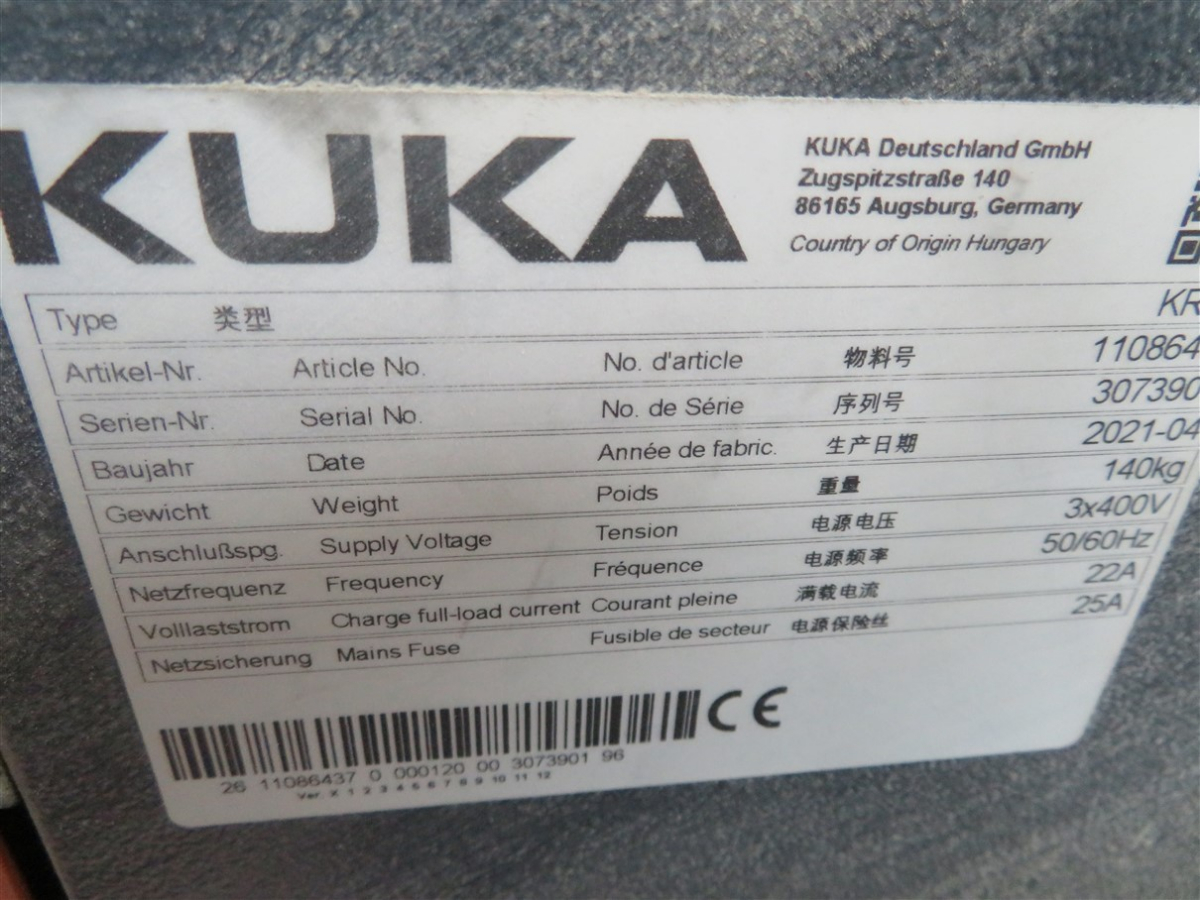 KUKA
KUKA Deutschland GmbH
Zugspitzstraße 140
86165 Augsburg, Germany
Country of Origin Hungary
Type 类型 KR
Artikel-Nr. Article No. No. d'article 物料号 110864
Serien-Nr. Serial No. No. de Série 序列号 307390
Baujahr Date Année de fabric. 生产日期 2021-04
Gewicht Weight Poids 重量 140kg
Anschlußspg. Supply Voltage Tension 电源电压 3x400V
Netzfrequenz Frequency Fréquence 电源频率 50/60Hz
Volllaststrom Charge full-load current Courant pleine 满载电流 22A
Netzsicherung Mains Fuse Fusible de secteur 电源保险丝 25A
CE
26 11086437 0 000120 00 3073901 96
Ver. X 1 2 3 4 5 6 7 8 9 10 11 12